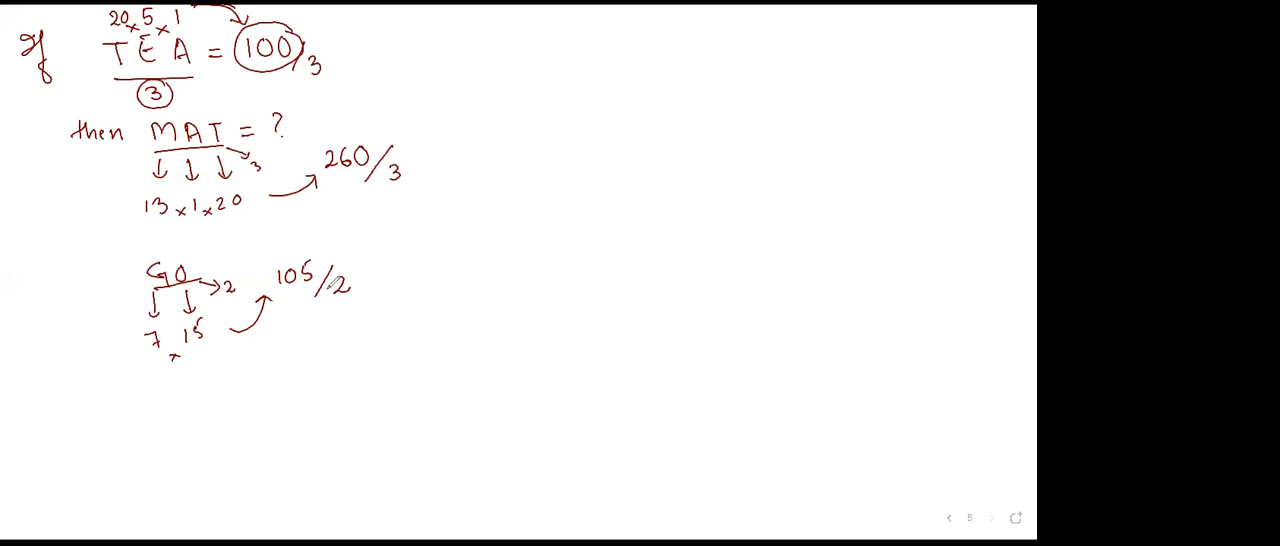 20 × 5 × 1
If TEA = 100/3
3
then MAT = ?
3
260/3
13 × 1 × 20
GO
2
105/2
7 × 15
5